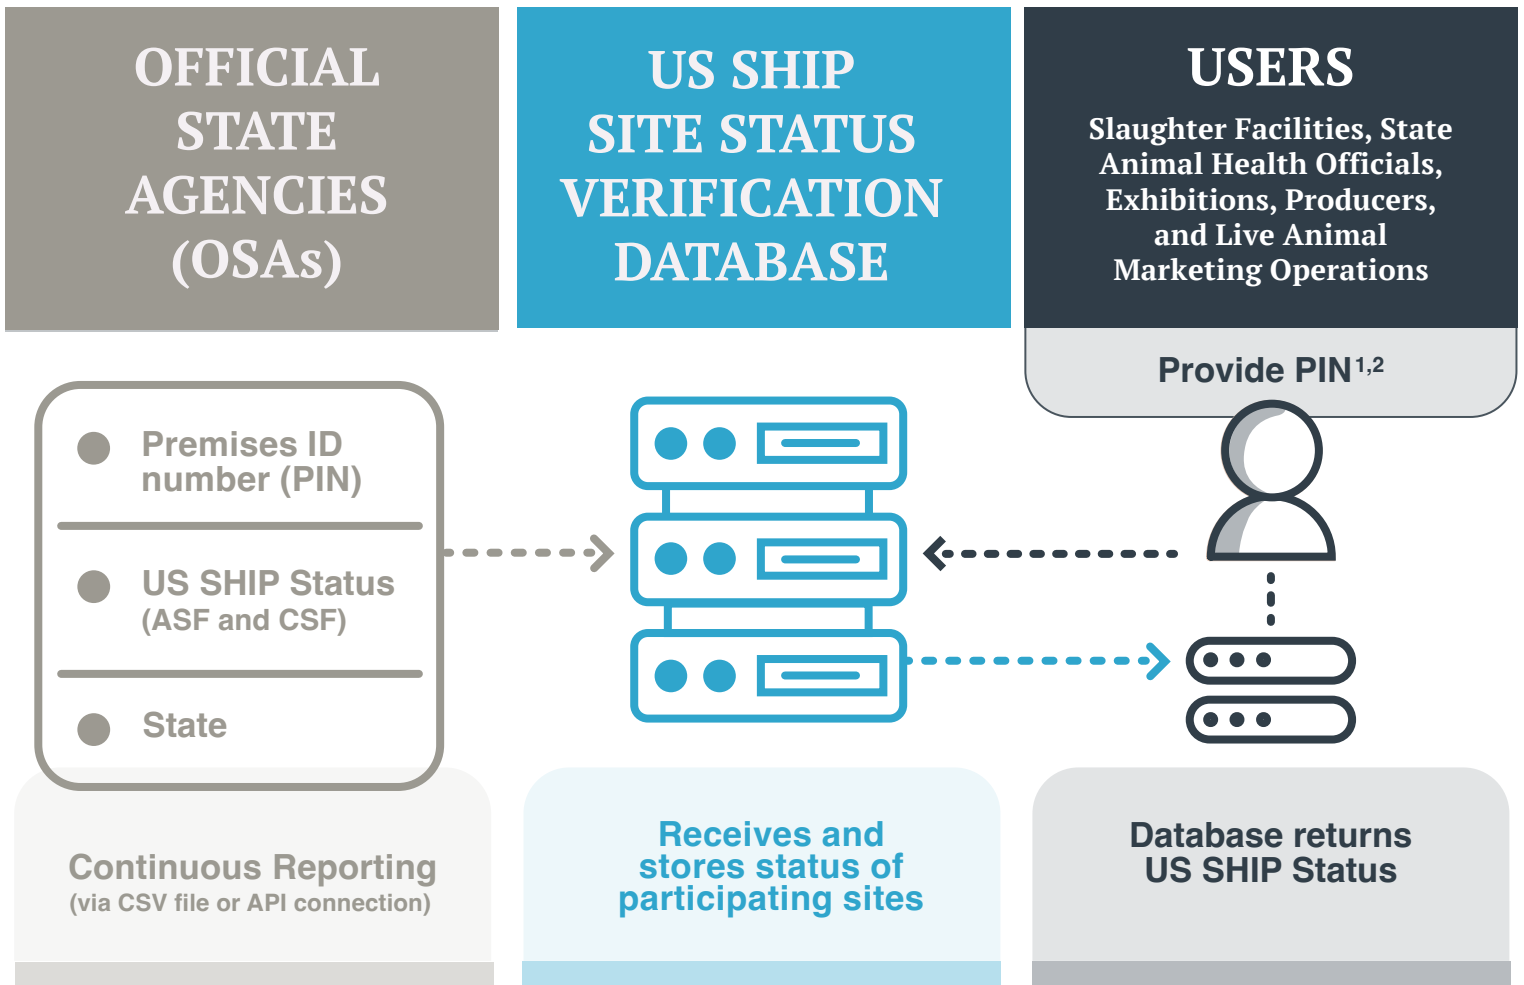 OFFICIAL
STATE
AGENCIES
(OSAs)
Premises ID
number (PIN)
US SHIP Status
(ASF and CSF)
State
Continuous Reporting
(via CSV file or API connection)
US SHIP
SITE STATUS
VERIFICATION
DATABASE
Receives and
stores status of
participating sites
USERS
Slaughter Facilities, State
Animal Health Officials,
Exhibitions, Producers,
and Live Animal
Marketing Operations
Provide PIN1,2
Database returns
US SHIP Status